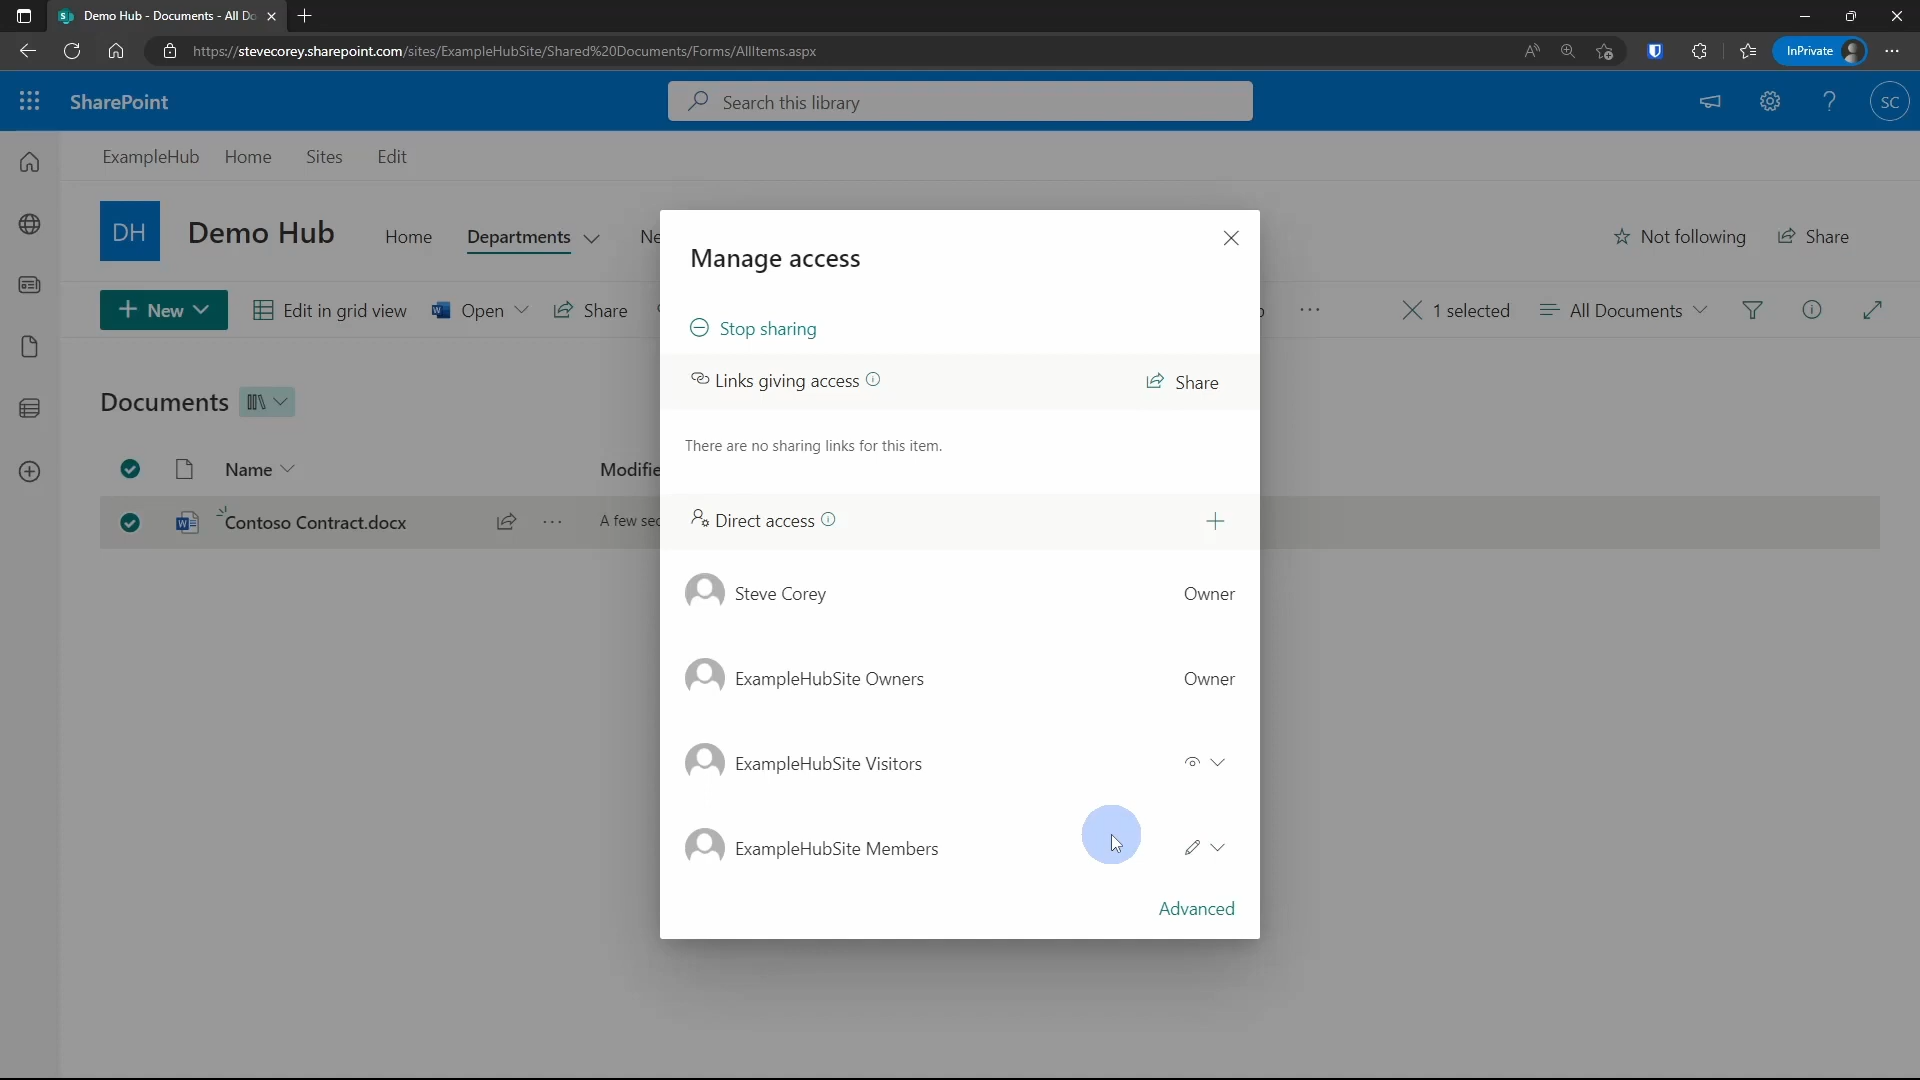 Demo Hub - Documents - All Do
https://stevecorey.sharepoint.com/sites/ExampleHubSite/Shared%20Documents/Forms/AllItems.aspx
InPrivate
SharePoint
Search this library
SC
ExampleHub Home Sites Edit
DH
Demo Hub
Home Departments Ne
Not following Share
New Edit in grid view Open Share
1 selected All Documents
Documents
Name Modifie
Contoso Contract.docx A few sec
Manage access
Stop sharing
Links giving access Share
There are no sharing links for this item.
Direct access
Steve Corey Owner
ExampleHubSite Owners Owner
ExampleHubSite Visitors
ExampleHubSite Members
Advanced